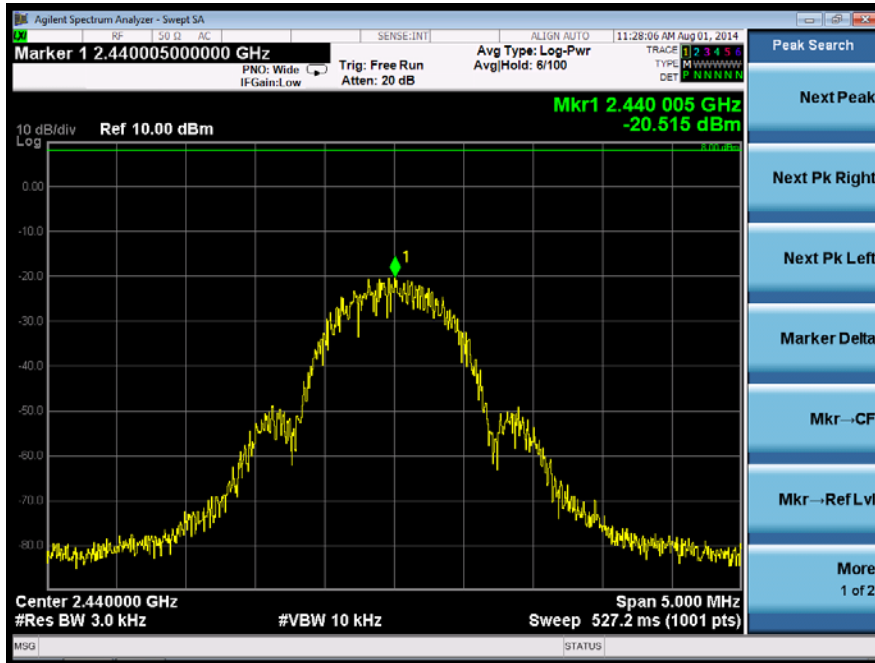 Agilent Spectrum Analyzer - Swept SA
LXI RF 50 Ω AC SENSE:INT ALIGN AUTO 11:28:06 AM Aug 01, 2014
Marker 1 2.440005000000 GHz
PNO: Wide
IFGain:Low
Trig: Free Run
Atten: 20 dB
Avg Type: Log-Pwr
Avg|Hold: 6/100
TRACE 1 2 3 4 5 6
TYPE M W W W W W
DET P N N N N N
Mkr1 2.440 005 GHz
-20.515 dBm
10 dB/div Ref 10.00 dBm
Log
8.00 dBm
0.00
-10.0
-20.0
-30.0
-40.0
-50.0
-60.0
-70.0
-80.0
1
Center 2.440000 GHz
Span 5.000 MHz
#Res BW 3.0 kHz
#VBW 10 kHz
Sweep 527.2 ms (1001 pts)
MSG
STATUS
Peak Search
Next Peak
Next Pk Right
Next Pk Left
Marker Delta
Mkr→CF
Mkr→Ref Lvl
More
1 of 2